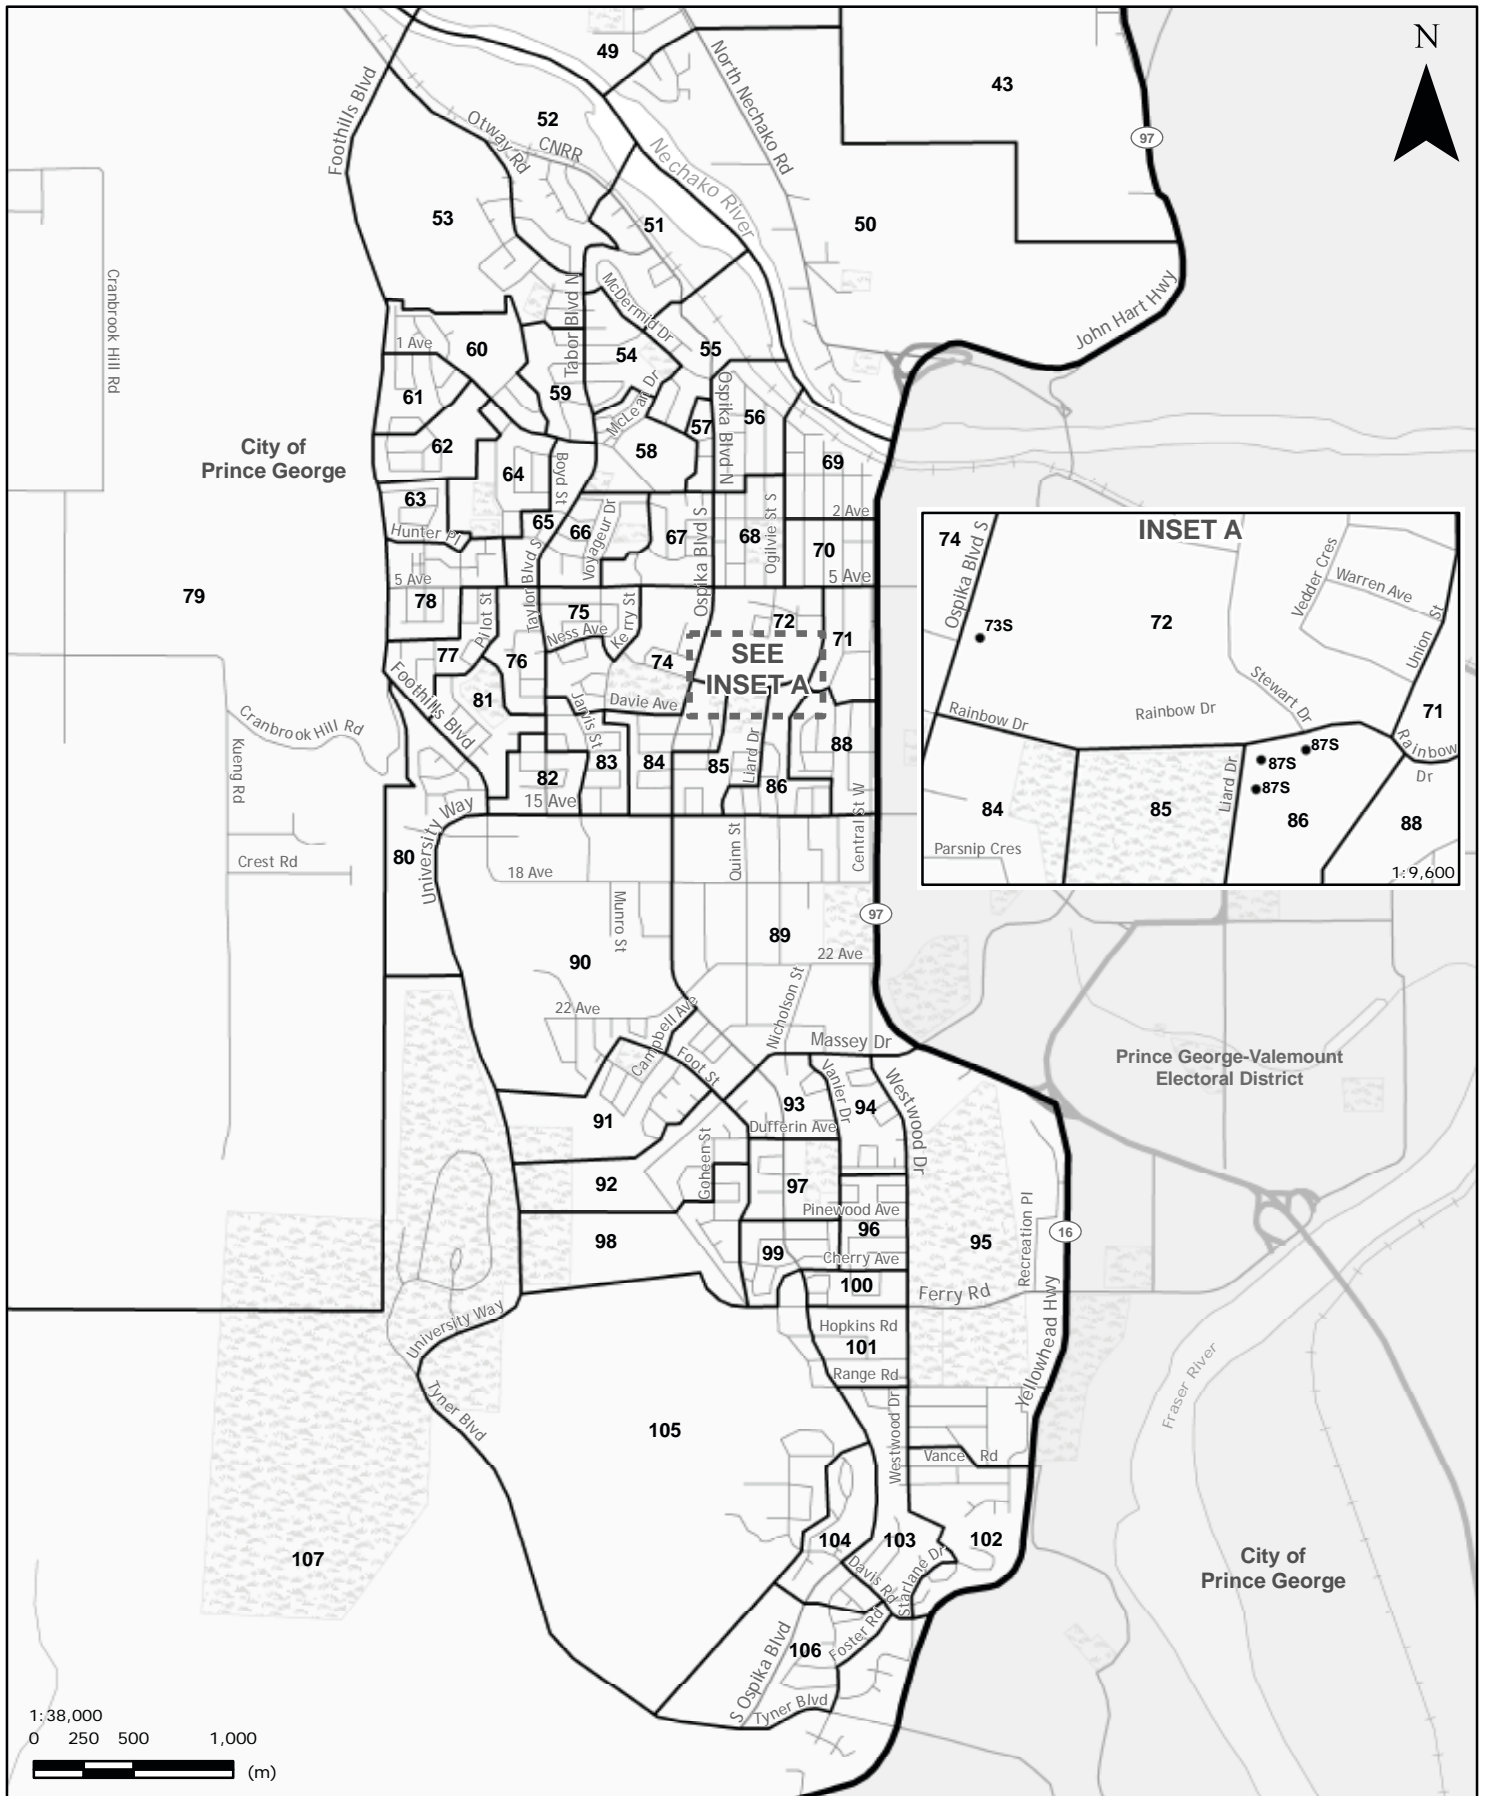 N
49
43
North Nechako Rd
97
Foothills Blvd
52
Otway Rd
CNRR
Nechako River
53
51
50
Cranbrook Hill Rd
Tabor Blvd N
McDermid Dr
John Hart Hwy
1 Ave
60
54
55
61
59
McLean Dr
Ospika Blvd N
56
57
City of
Prince George
62
58
69
64
Boyd St
63
65
66
Voyageur Dr
67
Ospika Blvd S
68
Ogilvie St S
2 Ave
70
Hunter Pl
5 Ave
5 Ave
79
78
Pilot St
Taylor Blvd S
75
Ness Ave
Kerry St
72
71
77
76
74
SEE
INSET A
81
Foothills Blvd
Jarvis St
Davie Ave
Cranbrook Hill Rd
Kueng Rd
82
83
84
85
Liard Dr
86
88
15 Ave
University Way
Central St W
80
Crest Rd
18 Ave
Quinn St
Munro St
97
89
90
22 Ave
22 Ave
Nicholson St
Campbell Ave
Massey Dr
Foot St
Vanier Dr
Westwood Dr
93
94
91
Dufferin Ave
Goheen St
92
97
Pinewood Ave
96
98
99
Cherry Ave
95
Recreation Pl
16
100
Ferry Rd
University Way
Hopkins Rd
101
Range Rd
Yellowhead Hwy
Tyner Blvd
105
Westwood Dr
Vance Rd
Fraser River
104
103
102
Davis Rd
Starlane Dr
107
106
Foster Rd
S Ospika Blvd
Tyner Blvd
City of
Prince George
Prince George-Valemount
Electoral District
INSET A
74
Ospika Blvd S
73S
72
Vedder Cres
Warren Ave
Union St
Stewart Dr
Rainbow Dr
Rainbow Dr
71
Rainbow
Dr
87S
87S
87S
Liard Dr
84
85
86
88
Parsnip Cres
1:9,600
1:38,000
0 250 500 1,000
(m)